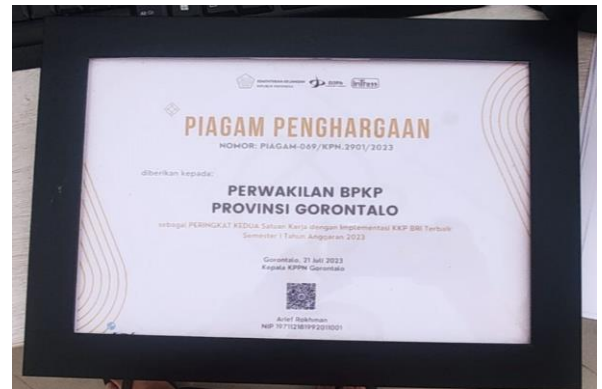 KEMENTERIAN KEUANGAN
REPUBLIK INDONESIA
DJPb
PIAGAM PENGHARGAAN
NOMOR: PIAGAM-069/KPN.2901/2023
diberikan kepada:
PERWAKILAN BPKP
PROVINSI GORONTALO
sebagai PERINGKAT KEDUA Satuan Kerja dengan Implementasi KKP BRI Terbaik
Semester I Tahun Anggaran 2023
Gorontalo, 21 Juli 2023
Kepala KPPN Gorontalo
Arief Rokhman
NIP 197112181992011001